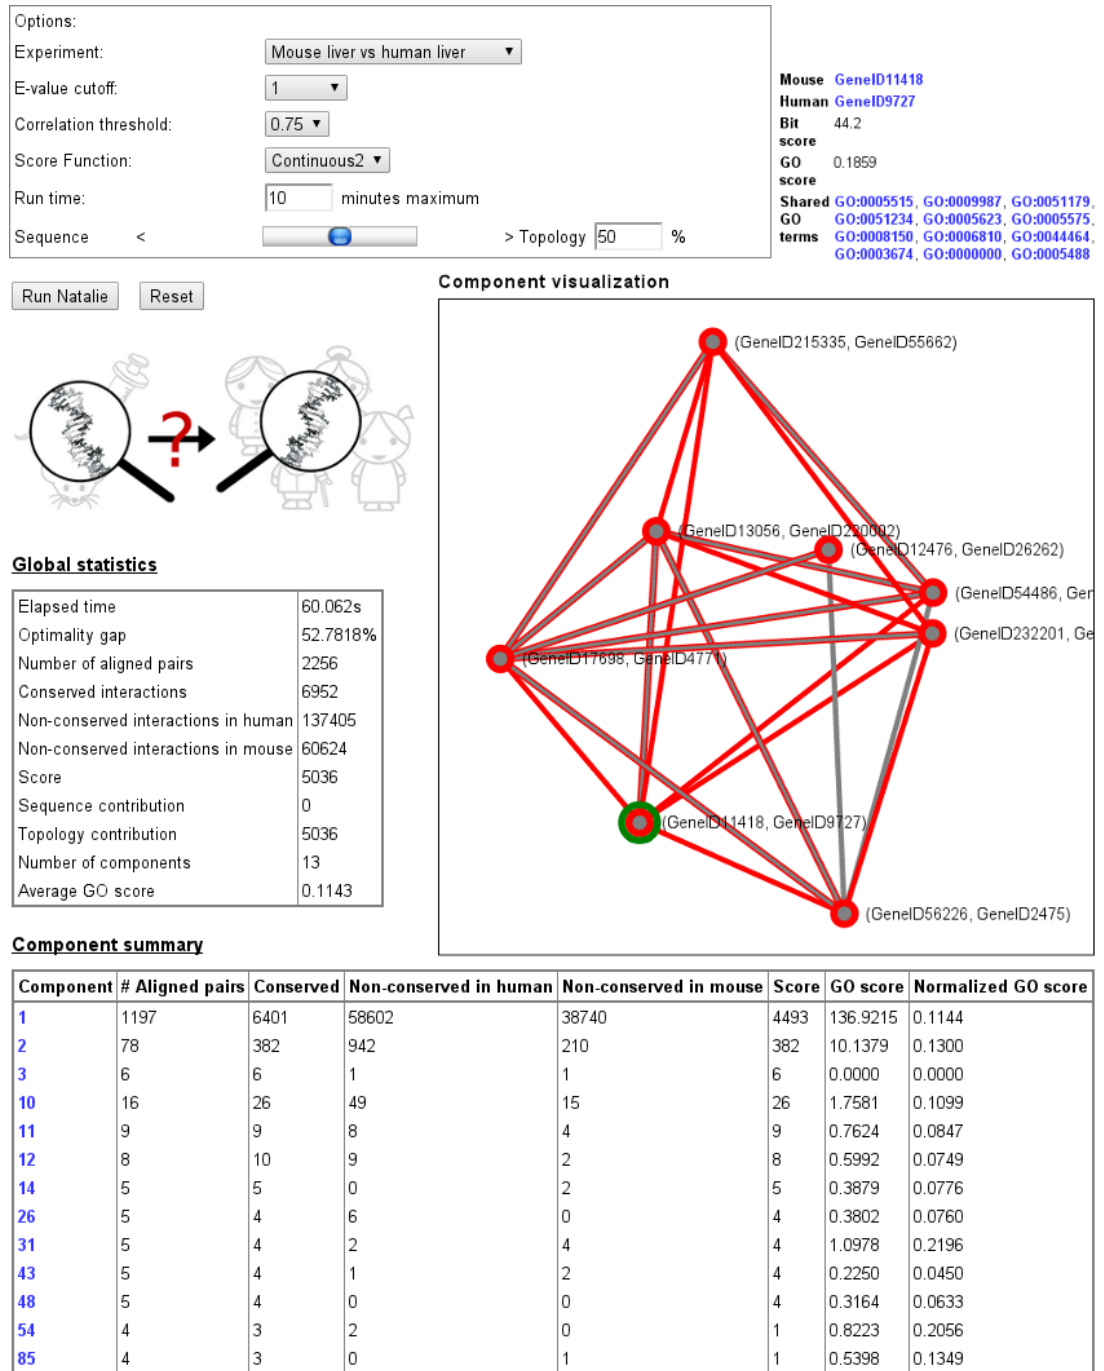 Options:
Experiment: Mouse liver vs human liver
E-value cutoff: 1
Correlation threshold: 0.75
Score Function: Continuous2
Run time: 10 minutes maximum
Sequence < > Topology 50 %
Mouse GeneID11418
Human GeneID9727
Bit score 44.2
GO score 0.1859
Shared GO:0005515, GO:0009987, GO:0051179,
GO GO:0051234, GO:0005623, GO:0005575,
terms GO:0008150, GO:0006810, GO:0044464,
GO:0003674, GO:0000000, GO:0005488
Run Natalie Reset
?
Component visualization
(GeneID215335, GeneID55662)
(GeneID13056, GeneID220002)
(GeneID12476, GeneID26262)
(GeneID54486, Ger
(GeneID232201, Ge
(GeneID17698, GeneID4771)
(GeneID11418, GeneID9727)
(GeneID56226, GeneID2475)
Global statistics
Elapsed time 60.062s
Optimality gap 52.7818%
Number of aligned pairs 2256
Conserved interactions 6952
Non-conserved interactions in human 137405
Non-conserved interactions in mouse 60624
Score 5036
Sequence contribution 0
Topology contribution 5036
Number of components 13
Average GO score 0.1143
Component summary
Component # Aligned pairs Conserved Non-conserved in human Non-conserved in mouse Score GO score Normalized GO score
1 1197 6401 58602 38740 4493 136.9215 0.1144
2 78 382 942 210 382 10.1379 0.1300
3 6 6 1 1 6 0.0000 0.0000
10 16 26 49 15 26 1.7581 0.1099
11 9 9 8 4 9 0.7624 0.0847
12 8 10 9 2 8 0.5992 0.0749
14 5 5 0 2 5 0.3879 0.0776
26 5 4 6 0 4 0.3802 0.0760
31 5 4 2 4 4 1.0978 0.2196
43 5 4 1 2 4 0.2250 0.0450
48 5 4 0 0 4 0.3164 0.0633
54 4 3 2 0 1 0.8223 0.2056
85 4 3 0 1 1 0.5398 0.1349